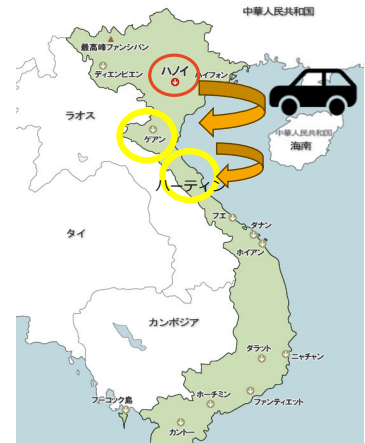 中華人民共和国
最高峰ファンシパン
ディエンビエン
ハノイ
ハイフォン
ラオス
ゲアン
中華人民共和国
海南
ハーティン
タイ
フエ
ダナン
ホイアン
カンボジア
ダラット
ニャチャン
フーコック島
ホーチミン
ファンティエット
カントー